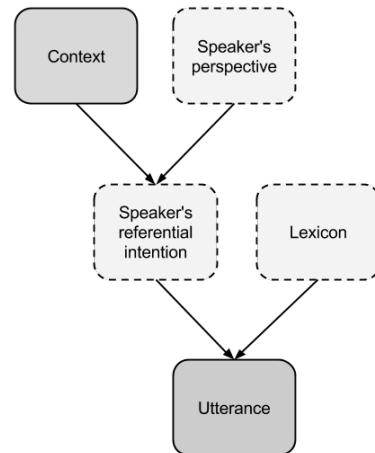 Context
Speaker's
perspective
Speaker's
referential
intention
Lexicon
Utterance